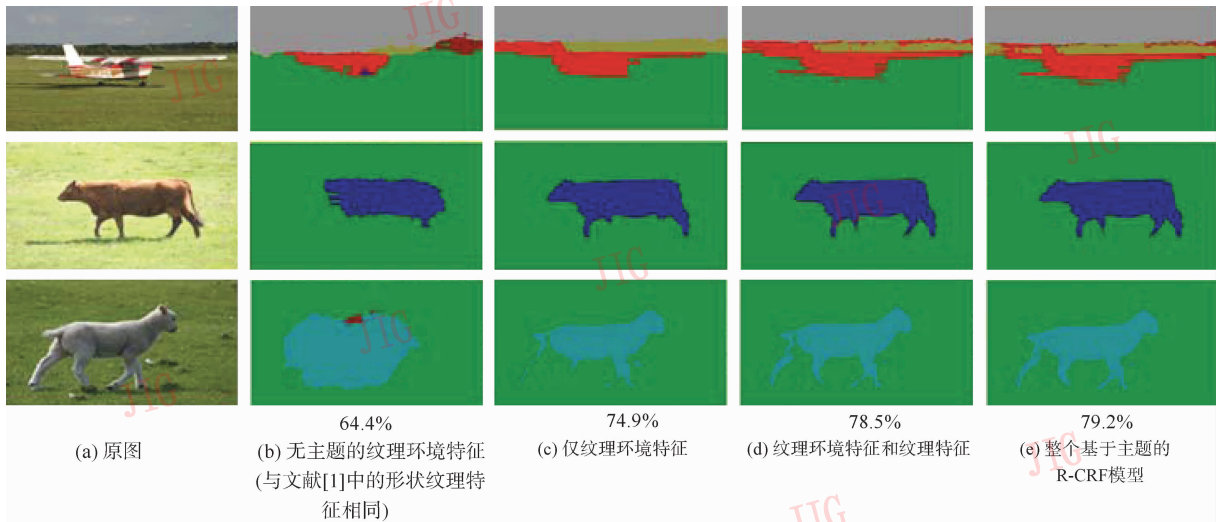 JIG
JIG
JIG
JIG
JIG
JIG
JIG
64.4%
74.9%
78.5%
79.2%
(a) 原图
(b) 无主题的纹理环境特征
(与文献[1]中的形状纹理特
征相同)
(c) 仅纹理环境特征
(d) 纹理环境特征和纹理特征
(e) 整个基于主题的
R-CRF模型
JIG
JIG